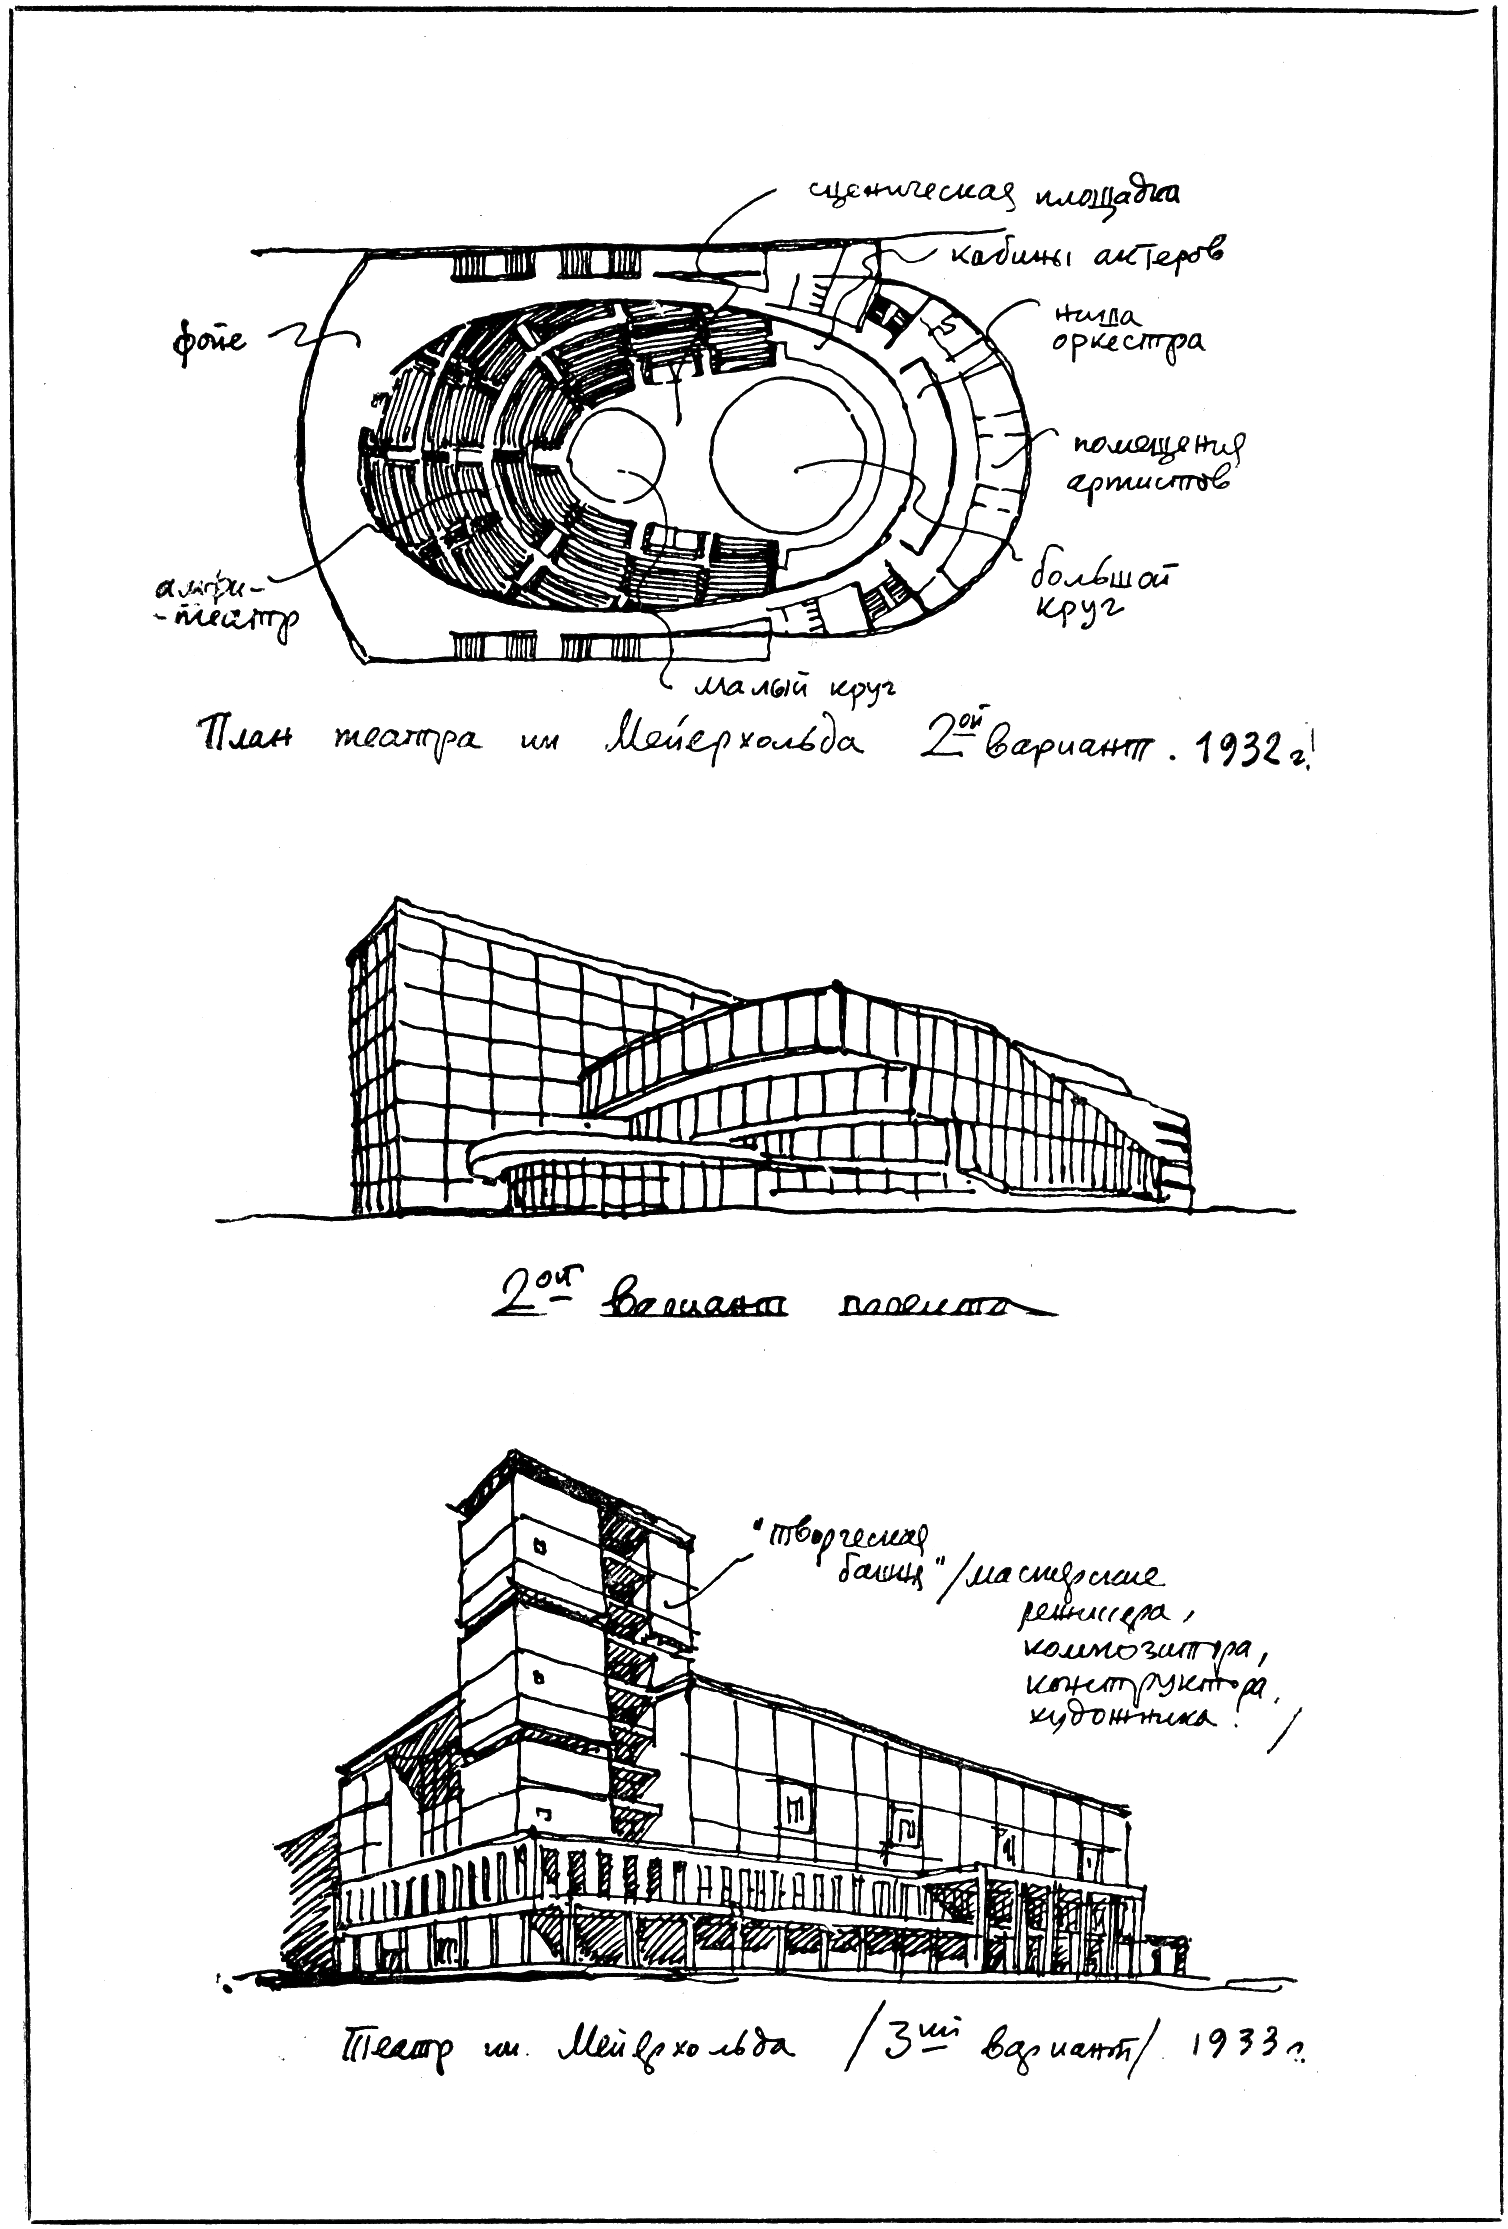 сценическая площадка
кабины актеров
ниша
оркестра
фойе
помещения
артистов
амфи-
-театр
большой
круг
малый круг
План театра им Мейерхольда 2ой вариант. 1932 г.
2ой вариант проекта
"творческая
башня" /мастерские
режиссера,
композитора,
конструктора,
художника. /
Театр им. Мейерхольда /3ий вариант/ 1933 г.